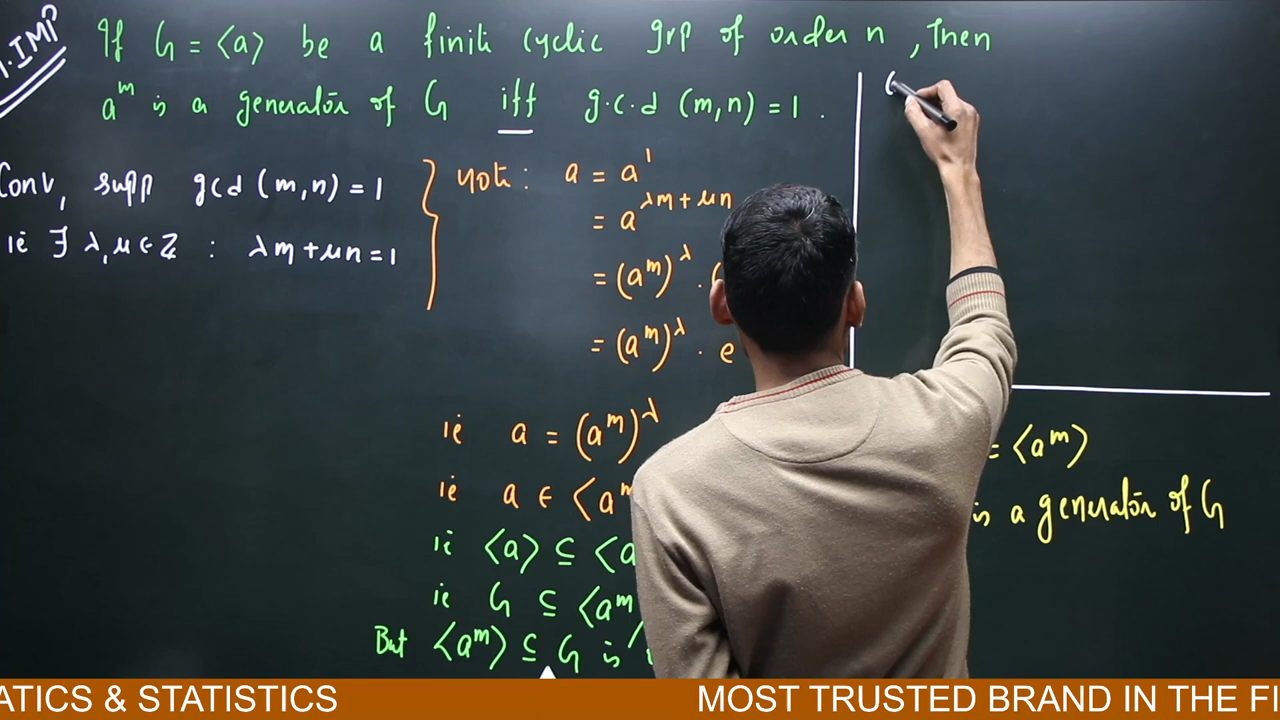 .IMP
If G = <a> be a finite cyclic grp of order n, Then
a^m is a generator of G iff g.c.d (m,n) = 1.
Conv, supp gcd (m,n) = 1
ie ∃ λ,μ ∈ ℤ : λm + μn = 1
note: a = a^1
= a^{λm + μn}
= (a^m)^λ .
= (a^m)^λ . e
ie a = (a^m)^λ
ie a ∈ <a^m
ie <a> ⊆ <a
ie G ⊆ <a^m
But <a^m> ⊆ G is
= <a^m>
is a generator of G
ATICS & STATISTICS
MOST TRUSTED BRAND IN THE FI